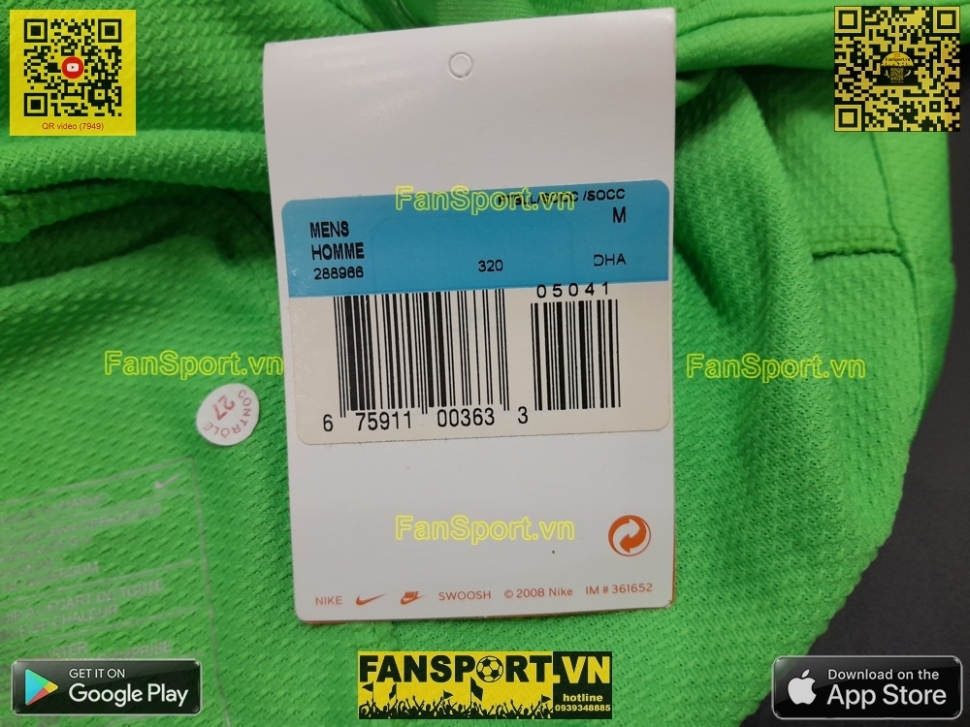 QR video (7949)
FanSport.vn
/SOCC
MENS
M
HOMME
288966
320
DHA
05041
6 75911 00363 3
FanSport.vn
FanSport.vn
CONTROLE
27
FanSport.vn
NIKE
SWOOSH
© 2008 Nike
IM # 361652
GET IT ON
Google Play
FANSPORT.VN
hotline
0939348885
Download on the
App Store